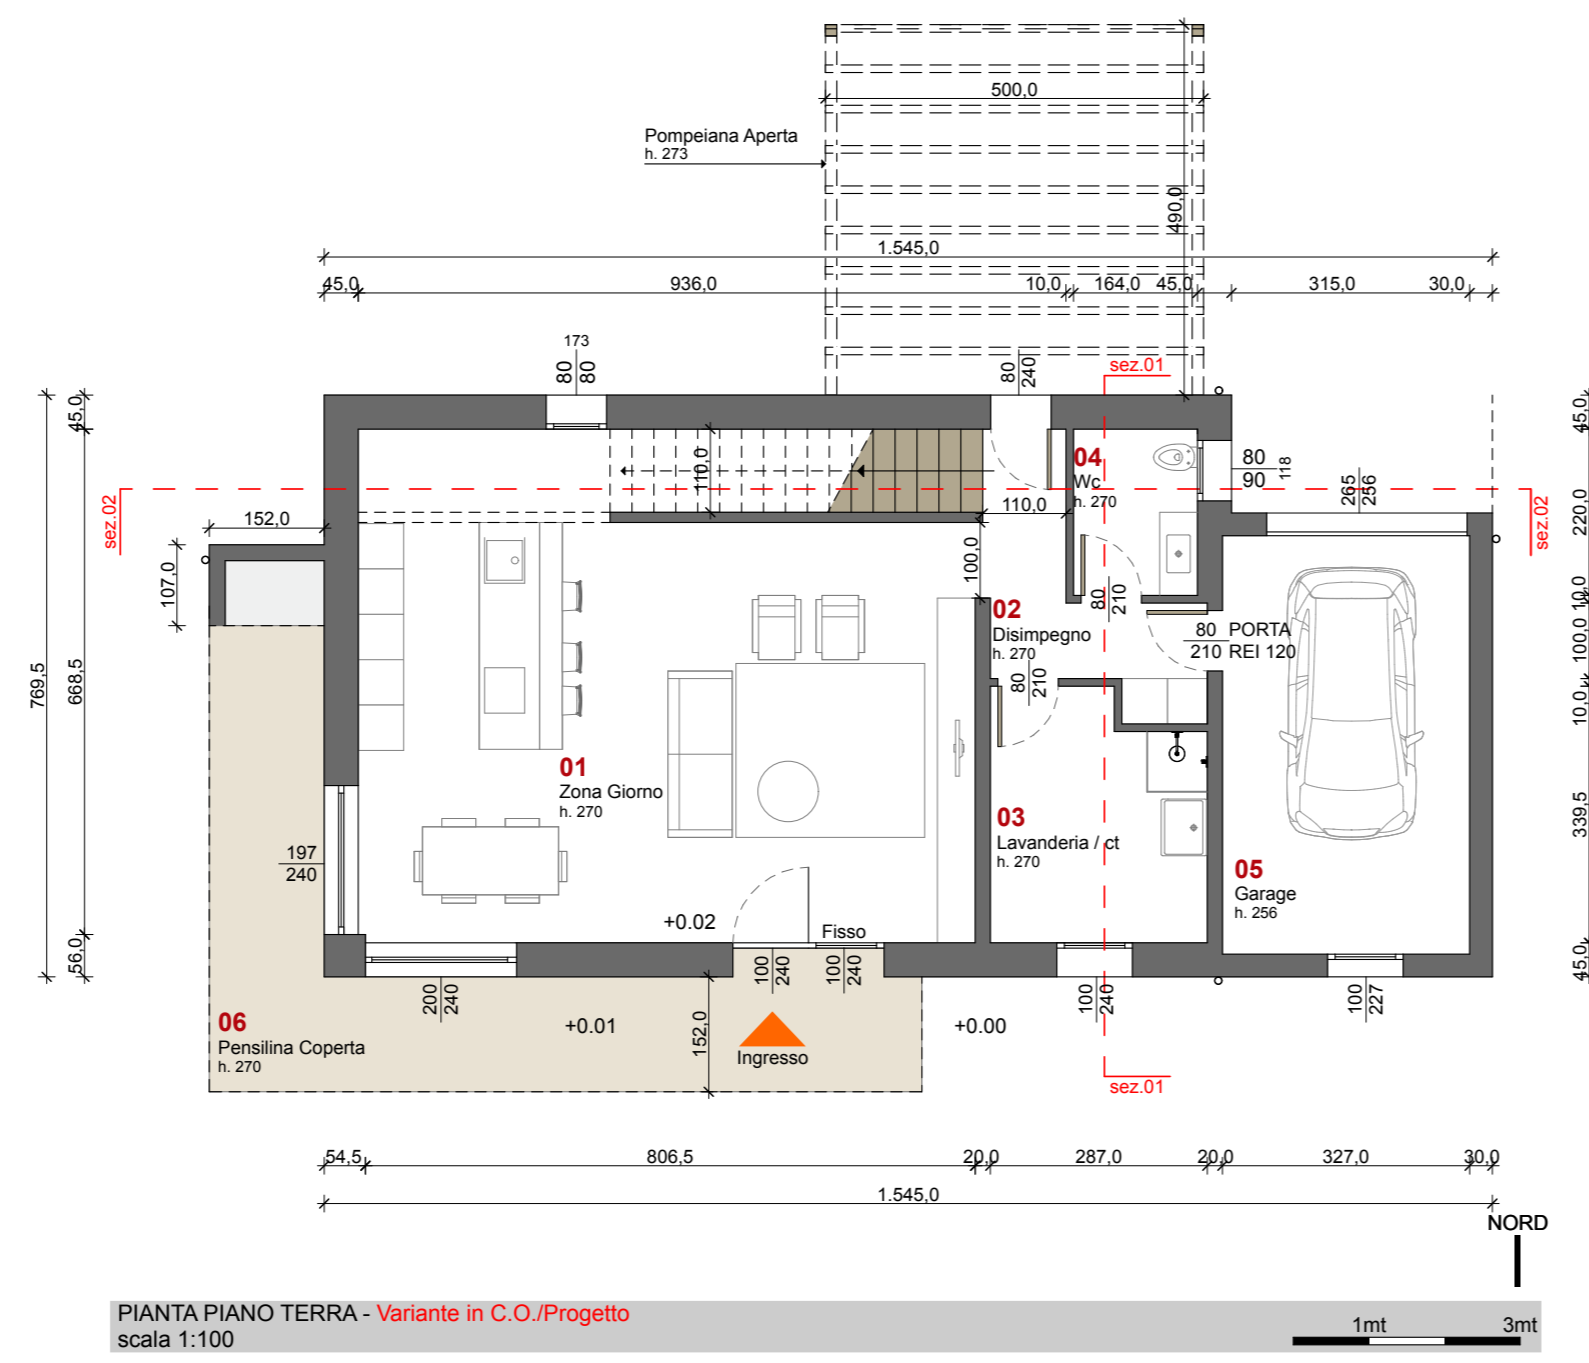 500,0
Pompeiana Aperta
h. 273
490,0
1.545,0
45,0
936,0
10,0
164,0
45,0
315,0
30,0
173
80
80
80
240
sez.01
45,0
45,0
110,0
04
Wc
h. 270
80
90
118
265
256
sez.02
sez.02
220,0
152,0
110,0
107,0
100,0
10,0
02
Disimpegno
h. 270
80
210
80 PORTA
210 REI 120
100,0
769,5
668,5
80
210
10,0
01
Zona Giorno
h. 270
03
Lavanderia / ct
h. 270
339,5
197
240
05
Garage
h. 256
+0.02
Fisso
56,0
45,0
200
240
100
240
100
240
100
240
100
227
06
Pensilina Coperta
h. 270
+0.01
152,0
Ingresso
+0.00
sez.01
54,5
806,5
20,0
287,0
20,0
327,0
30,0
1.545,0
NORD
PIANTA PIANO TERRA - Variante in C.O./Progetto
scala 1:100
1mt
3mt